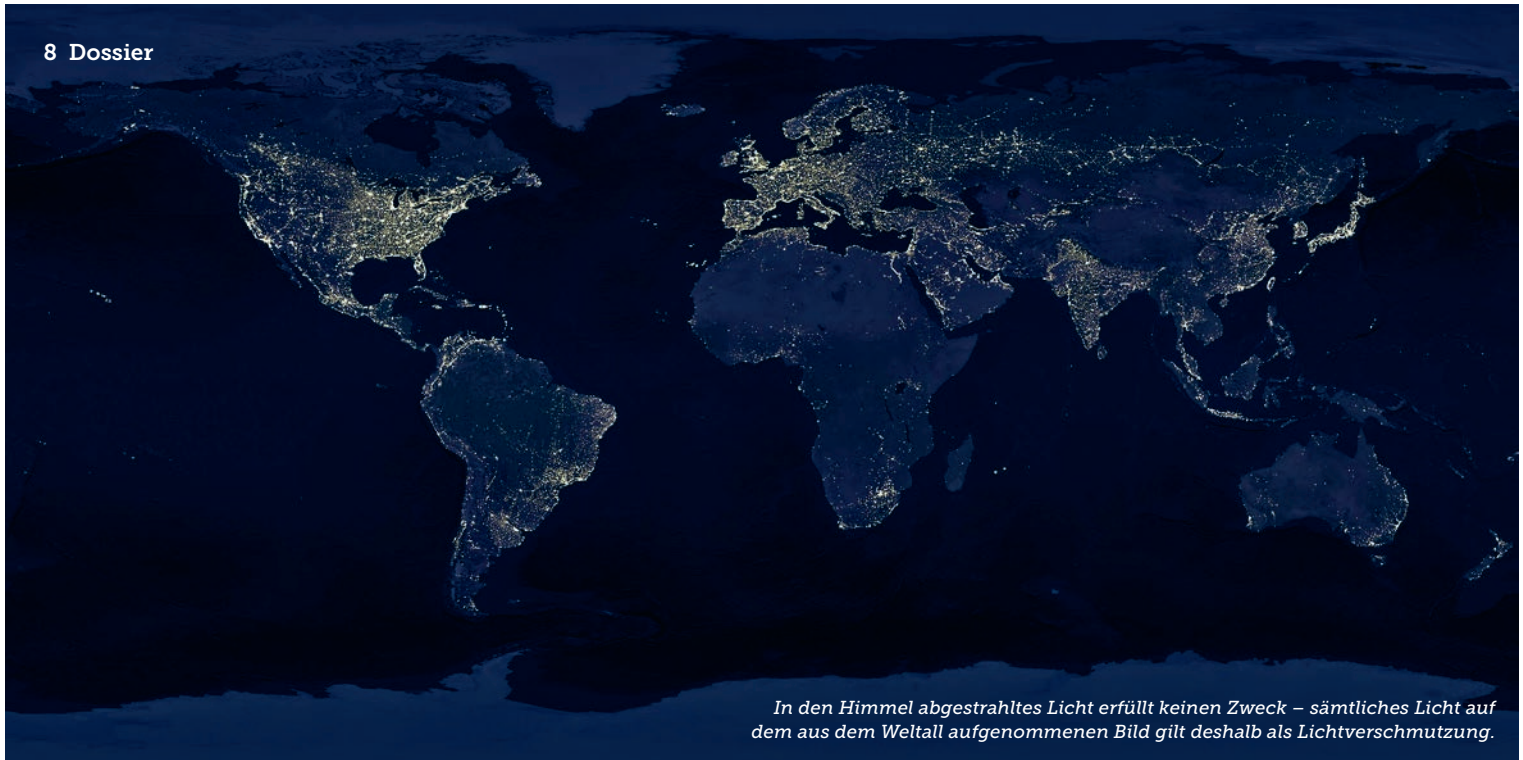 8 Dossier
In den Himmel abgestrahltes Licht erfüllt keinen Zweck – sämtliches Licht auf
dem aus dem Weltall aufgenommenen Bild gilt deshalb als Lichtverschmutzung.